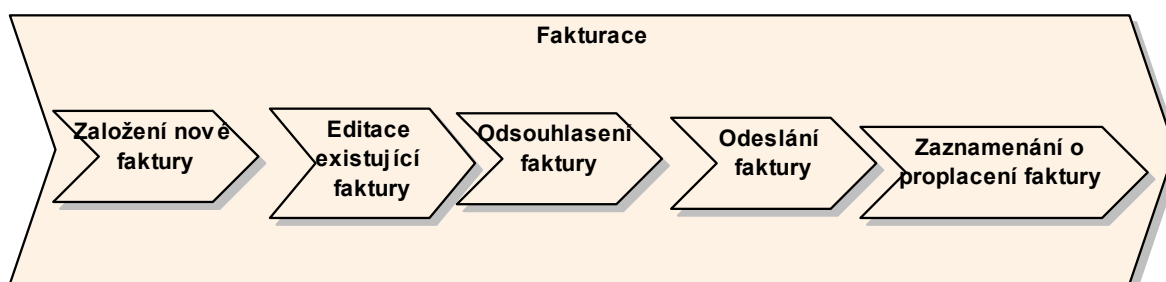 Fakturace
Založení nové
faktury
Editace
existující
faktury
Odsouhlasení
faktury
Odeslání
faktury
Zaznamenání o
proplacení faktury